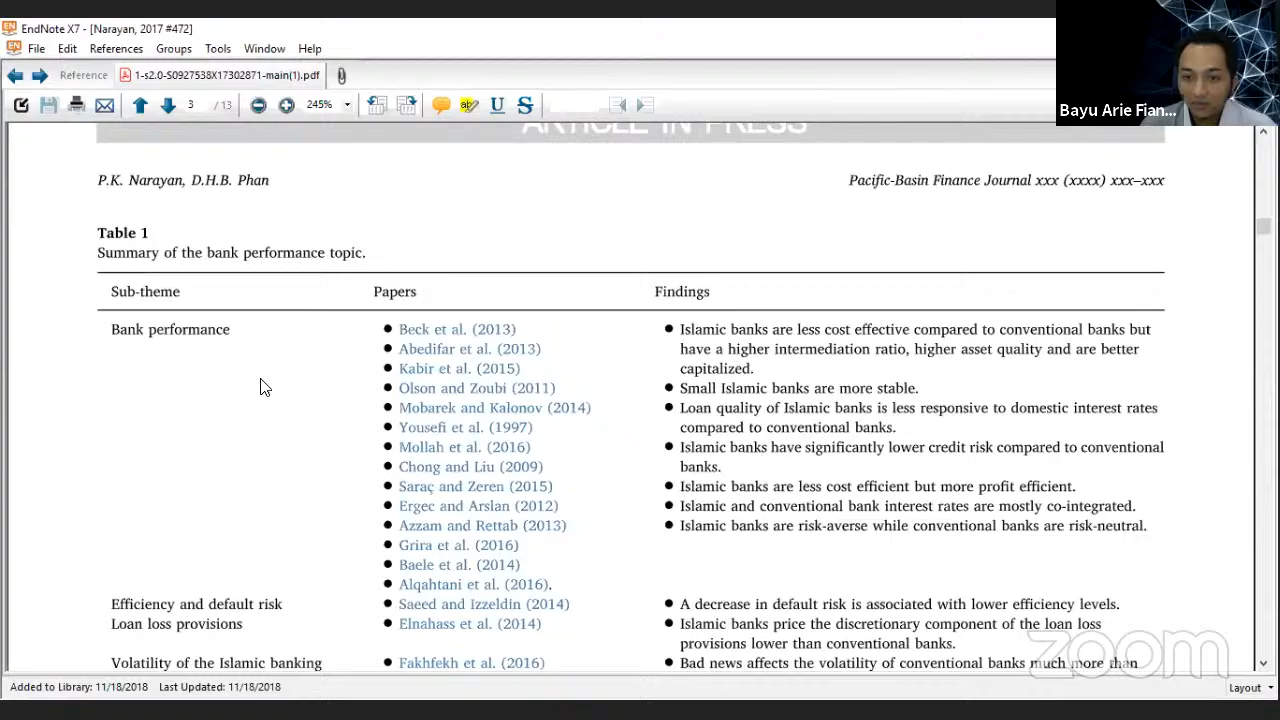 EndNote X7 - [Narayan, 2017 #472]
File Edit References Groups Tools Window Help
Reference 1-s2.0-S0927538X17302871-main(1).pdf
3 / 13 245%
Bayu Arie Fian...
ARTICLE IN PRESS
P.K. Narayan, D.H.B. Phan Pacific-Basin Finance Journal xxx (xxxx) xxx–xxx
Table 1
Summary of the bank performance topic.
Sub-theme Papers Findings
Bank performance ● Beck et al. (2013) ● Islamic banks are less cost effective compared to conventional banks but
● Abedifar et al. (2013) have a higher intermediation ratio, higher asset quality and are better
● Kabir et al. (2015) capitalized.
● Olson and Zoubi (2011) ● Small Islamic banks are more stable.
● Mobarek and Kalonov (2014) ● Loan quality of Islamic banks is less responsive to domestic interest rates
● Yousefi et al. (1997) compared to conventional banks.
● Mollah et al. (2016) ● Islamic banks have significantly lower credit risk compared to conventional
● Chong and Liu (2009) banks.
● Saraç and Zeren (2015) ● Islamic banks are less cost efficient but more profit efficient.
● Ergec and Arslan (2012) ● Islamic and conventional bank interest rates are mostly co-integrated.
● Azzam and Rettab (2013) ● Islamic banks are risk-averse while conventional banks are risk-neutral.
● Grira et al. (2016)
● Baele et al. (2014)
● Alqahtani et al. (2016).
Efficiency and default risk ● Saeed and Izzeldin (2014) ● A decrease in default risk is associated with lower efficiency levels.
Loan loss provisions ● Elnahass et al. (2014) ● Islamic banks price the discretionary component of the loan loss
provisions lower than conventional banks.
Volatility of the Islamic banking ● Fakhfekh et al. (2016) ● Bad news affects the volatility of conventional banks much more than
zoom
Added to Library: 11/18/2018 Last Updated: 11/18/2018 Layout